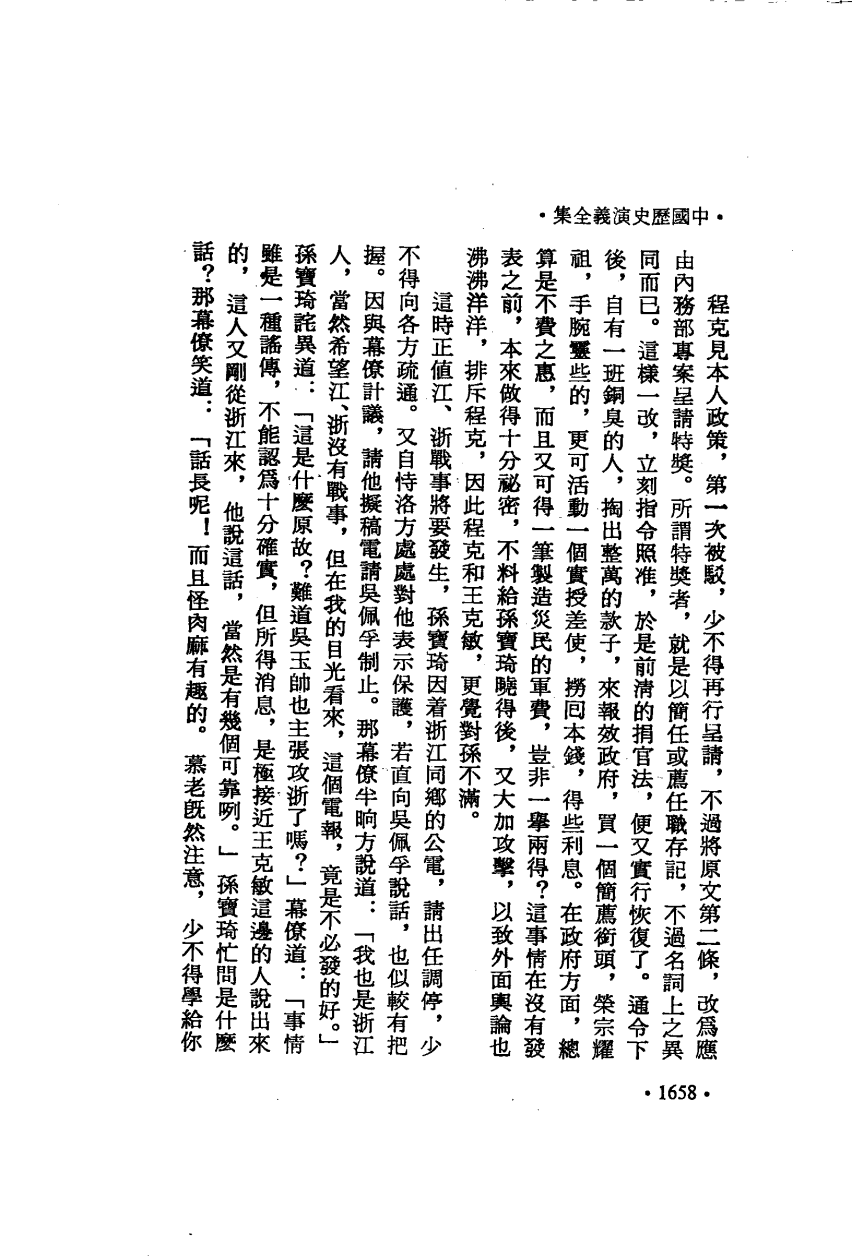 ・中國歷史演義全集・
程克見本人政策，第一次被駁，少不得再行呈請，不過將原文第二條，改爲應
由內務部專案呈請特獎。所謂特獎者，就是以簡任或薦任職存記，不過名詞上之異
同而已。這樣一改，立刻指令照准，於是前淸的捐官法，便又實行恢復了。通令下
後，自有一班銅臭的人，掏出整萬的款子，來報效政府，買一個簡薦銜頭，榮宗耀
祖，手腕靈些的，更可活動一個實授差使，撈囘本錢，得些利息。在政府方面，總
算是不費之惠，而且又可得一筆製造災民的軍費，豈非一舉兩得？這事情在沒有發
表之前，本來做得十分祕密，不料給孫寶琦曉得後，又大加攻擊，以致外面輿論也
沸沸洋洋，排斥程克，因此程克和王克敏，更覺對孫不滿。
這時正値江、浙戰事將要發生，孫寶琦因着浙江同鄉的公電，請出任調停，少
不得向各方疏通。又自恃洛方處處對他表示保護，若直向吳佩孚說話，也似較有把
握。因與幕僚計議，請他擬稿電請吳佩孚制止。那幕僚半晌方說道：「我也是浙江
人，當然希望江、浙沒有戰事，但在我的目光看來，這個電報，竟是不必發的好。」
孫寶琦詫異道：「這是什麼原故？難道吳玉帥也主張攻浙了嗎？」幕僚道：「事情
雖是一種謠傳，不能認爲十分確實，但所得消息，是極接近王克敏這邊的人說出來
的，這人又剛從浙江來，他說這話，當然是有幾個可靠咧。」孫寶琦忙問是什麼
話？那幕僚笑道：「話長呢！而且怪肉麻有趣的。慕老旣然注意，少不得學給你
・1658・